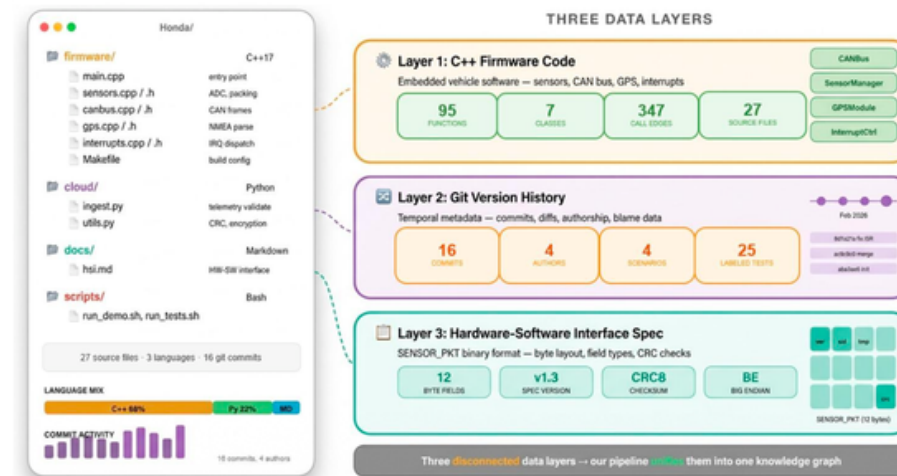 Honda/
firmware/ C++17
main.cpp entry point
sensors.cpp / .h ADC, packing
canbus.cpp / .h CAN frames
gps.cpp / .h NMEA parse
interrupts.cpp / .h IRQ dispatch
Makefile build config
cloud/ Python
ingest.py telemetry validate
utils.py CRC, encryption
docs/ Markdown
hsi.md HW-SW interface
scripts/ Bash
run_demo.sh, run_tests.sh
27 source files · 3 languages · 16 git commits
LANGUAGE MIX
C++ 68% Py 22% MD
COMMIT ACTIVITY
16 commits, 4 authors
THREE DATA LAYERS
Layer 1: C++ Firmware Code
Embedded vehicle software — sensors, CAN bus, GPS, interrupts
95 7 347 27
FUNCTIONS CLASSES CALL EDGES SOURCE FILES
CANBus
SensorManager
GPSModule
InterruptCtrl
Layer 2: Git Version History
Temporal metadata — commits, diffs, authorship, blame data
16 4 4 25
COMMITS AUTHORS SCENARIOS LABELED TESTS
Feb 2026
merge
init
Layer 3: Hardware-Software Interface Spec
SENSOR_PKT binary format — byte layout, field types, CRC checks
12 v1.3 CRC8 BE
BYTE FIELDS SPEC VERSION CHECKSUM BIG ENDIAN
tmp
SENSOR_PKT (12 bytes)
Three disconnected data layers → our pipeline unifies them into one knowledge graph